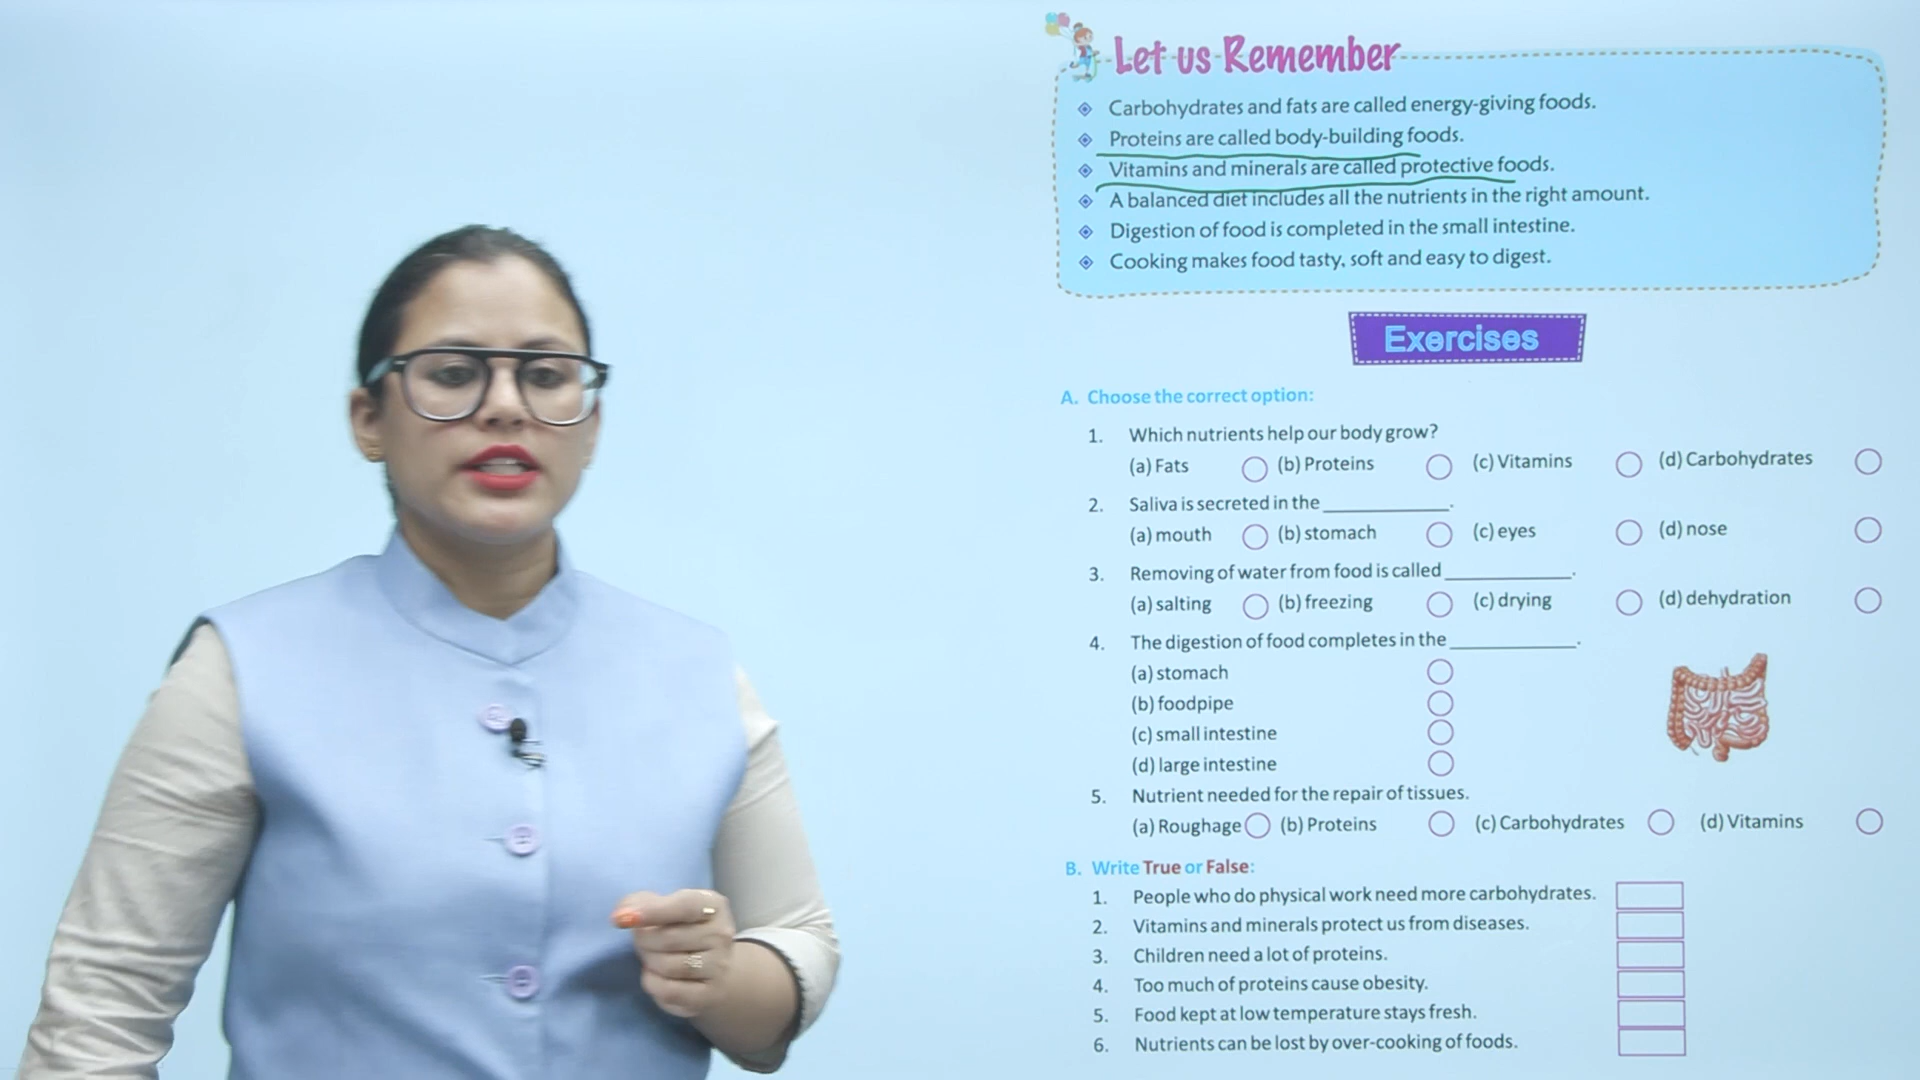 Let us Remember
Carbohydrates and fats are called energy-giving foods.
Proteins are called body-building foods.
Vitamins and minerals are called protective foods.
A balanced diet includes all the nutrients in the right amount.
Digestion of food is completed in the small intestine.
Cooking makes food tasty, soft and easy to digest.
Exercises
A. Choose the correct option:
1. Which nutrients help our body grow?
(a) Fats (b) Proteins (c) Vitamins (d) Carbohydrates
2. Saliva is secreted in the ____________.
(a) mouth (b) stomach (c) eyes (d) nose
3. Removing of water from food is called ____________.
(a) salting (b) freezing (c) drying (d) dehydration
4. The digestion of food completes in the ____________.
(a) stomach
(b) foodpipe
(c) small intestine
(d) large intestine
5. Nutrient needed for the repair of tissues.
(a) Roughage (b) Proteins (c) Carbohydrates (d) Vitamins
B. Write True or False:
1. People who do physical work need more carbohydrates.
2. Vitamins and minerals protect us from diseases.
3. Children need a lot of proteins.
4. Too much of proteins cause obesity.
5. Food kept at low temperature stays fresh.
6. Nutrients can be lost by over-cooking of foods.